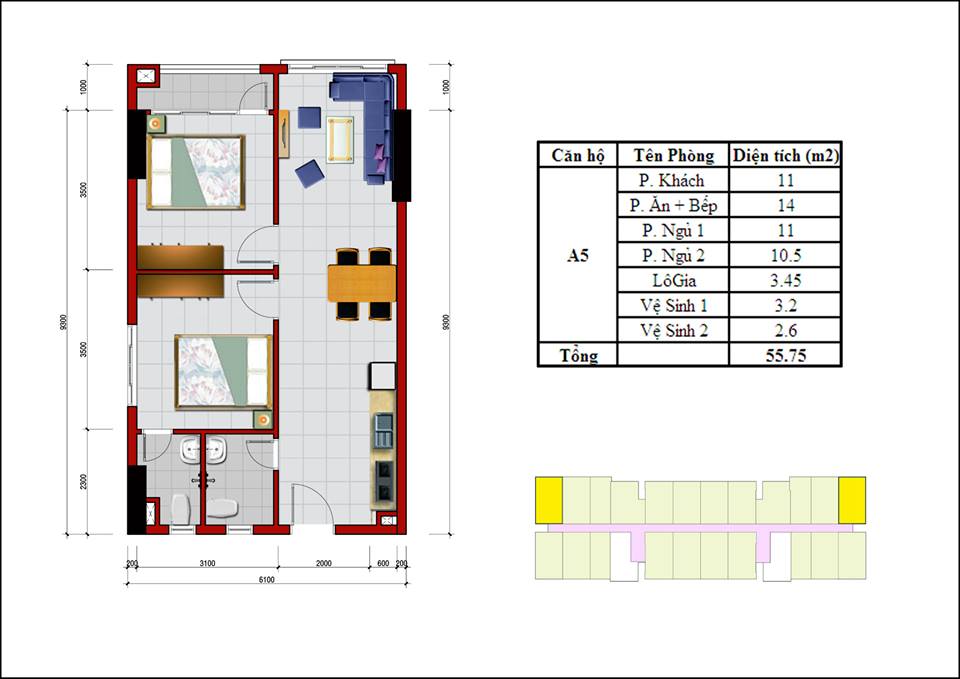 Căn hộ Tên Phòng Diện tích (m2)
A5
P. Khách 11
P. Ăn + Bếp 14
P. Ngủ 1 11
P. Ngủ 2 10.5
LôGia 3.45
Vệ Sinh 1 3.2
Vệ Sinh 2 2.6
Tổng 55.75
1000
3500
3500
2300
9300
1000
9300
200 3100 2000 600 200
6100